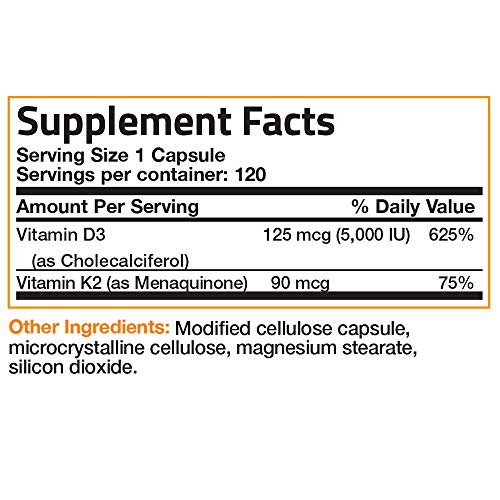 Supplement Facts
Serving Size 1 Capsule
Servings per container: 120
Amount Per Serving % Daily Value
Vitamin D3 125 mcg (5,000 IU) 625%
(as Cholecalciferol)
Vitamin K2 (as Menaquinone) 90 mcg 75%
Other Ingredients: Modified cellulose capsule,
microcrystalline cellulose, magnesium stearate,
silicon dioxide.